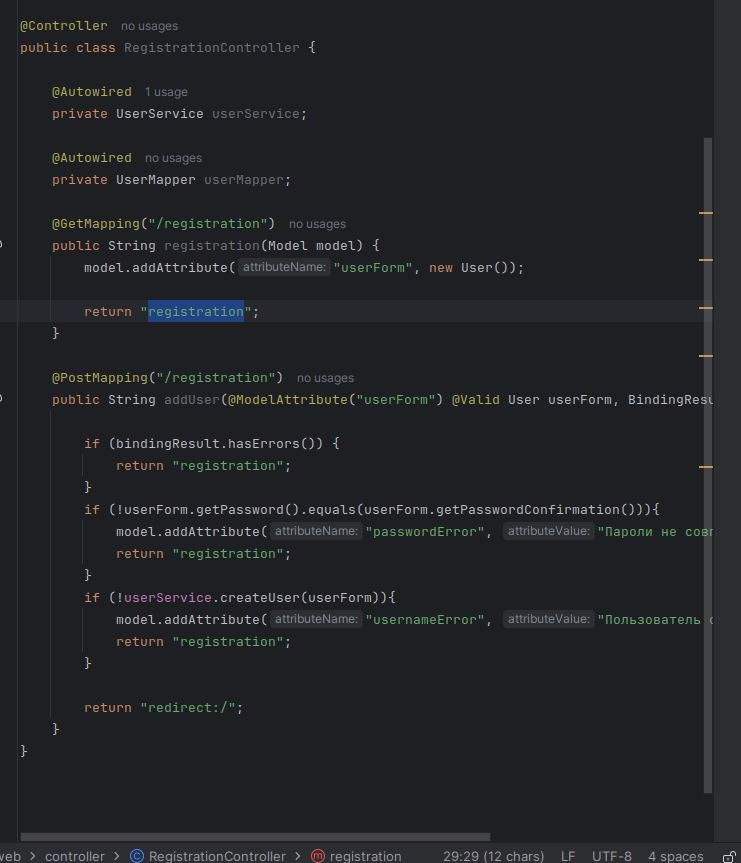 @Controller no usages
public class RegistrationController {
@Autowired 1 usage
private UserService userService;
@Autowired no usages
private UserMapper userMapper;
@GetMapping("/registration") no usages
public String registration(Model model) {
model.addAttribute( attributeName: "userForm", new User());
return "registration";
}
@PostMapping("/registration") no usages
public String addUser(@ModelAttribute("userForm") @Valid User userForm, BindingResu
if (bindingResult.hasErrors()) {
return "registration";
}
if (!userForm.getPassword().equals(userForm.getPasswordConfirmation())){
model.addAttribute( attributeName: "passwordError", attributeValue: "Пароли не совп
return "registration";
}
if (!userService.createUser(userForm)){
model.addAttribute( attributeName: "usernameError", attributeValue: "Пользователь с
return "registration";
}
return "redirect:/";
}
}
web > controller > RegistrationController > registration 29:29 (12 chars) LF UTF-8 4 spaces